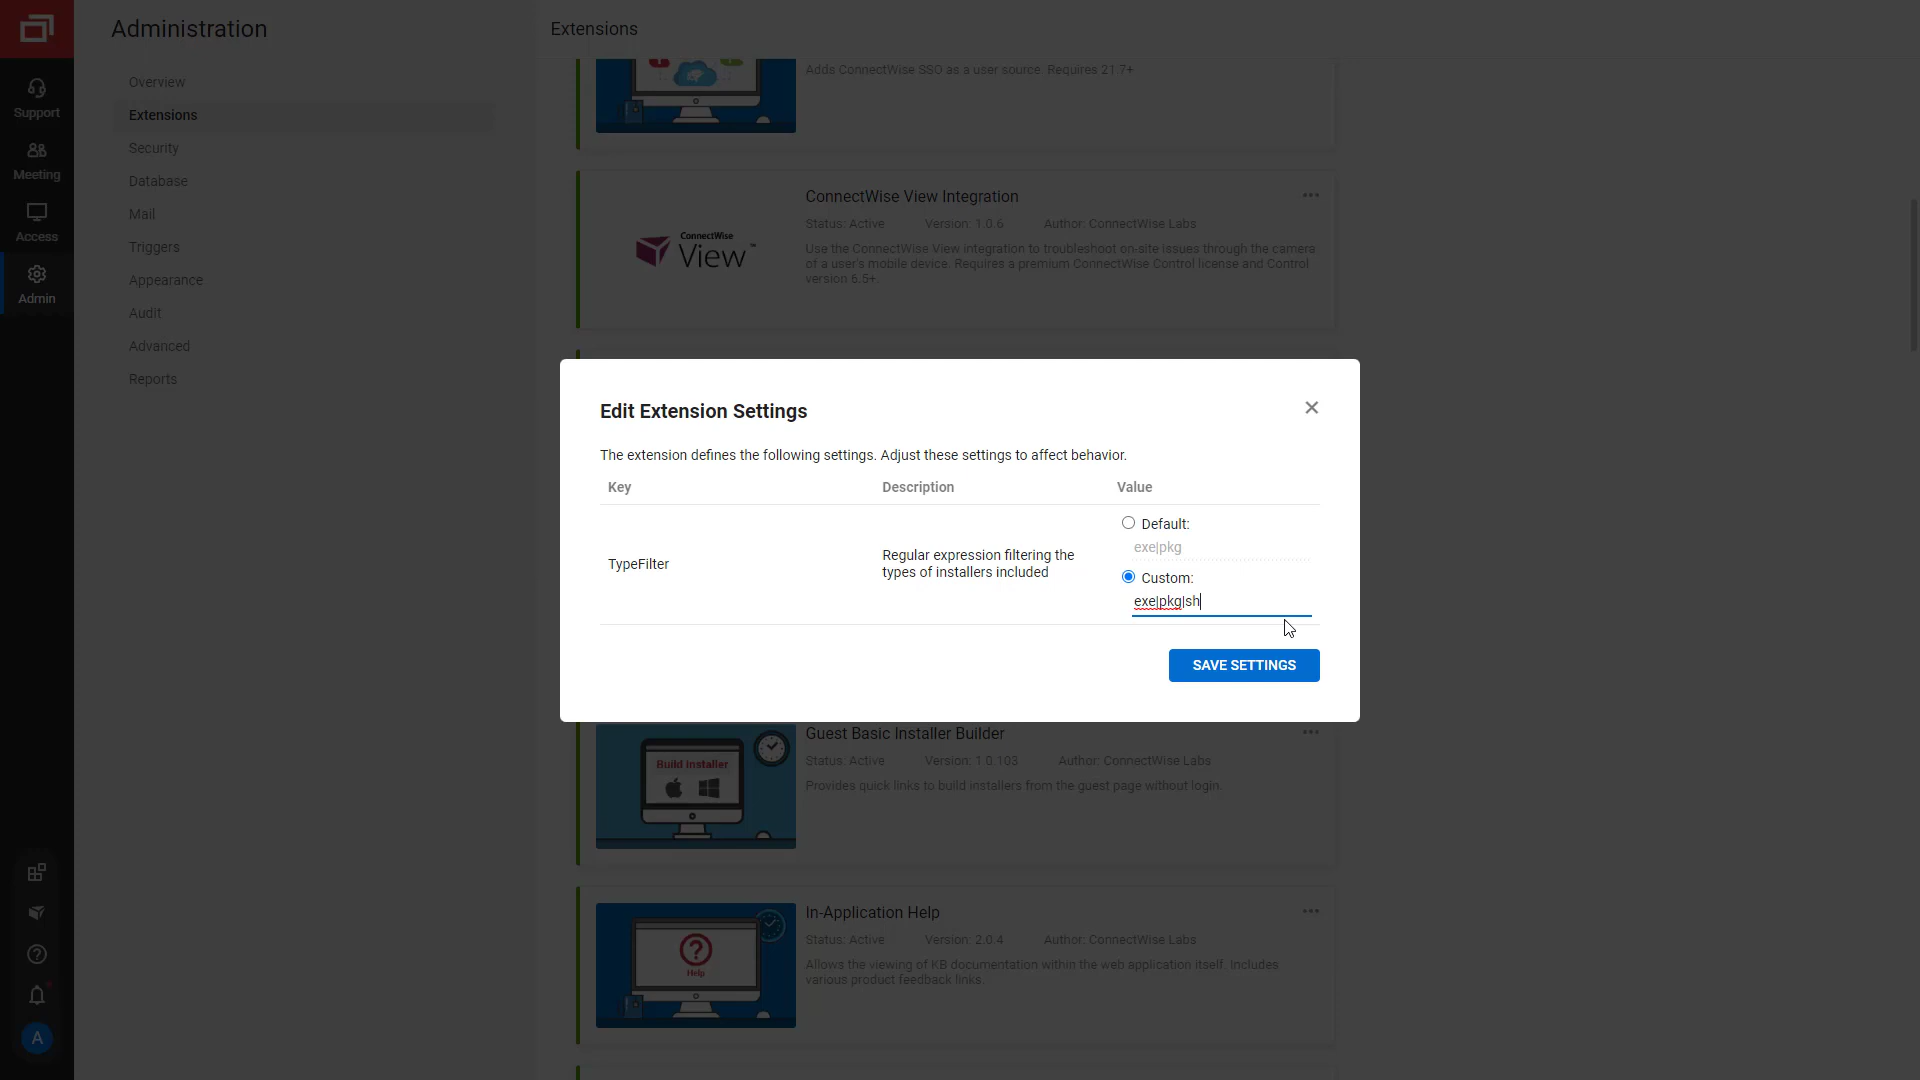 Administration
Extensions
Support
Meeting
Access
Admin
A
Overview
Extensions
Security
Database
Mail
Triggers
Appearance
Audit
Advanced
Reports
Adds ConnectWise SSO as a user source. Requires 21.7+
ConnectWise
View™
ConnectWise View Integration
Status: Active Version: 1.0.6 Author: ConnectWise Labs
Use the ConnectWise View integration to troubleshoot on-site issues through the camera
of a user's mobile device. Requires a premium ConnectWise Control license and Control
version 6.5+.
Edit Extension Settings
The extension defines the following settings. Adjust these settings to affect behavior.
Key Description Value
TypeFilter
Regular expression filtering the
types of installers included
Default:
exe|pkg
Custom:
exe|pkg|sh
SAVE SETTINGS
Build Installer
Guest Basic Installer Builder
Status: Active Version: 1.0.103 Author: ConnectWise Labs
Provides quick links to build installers from the guest page without login.
Help
In-Application Help
Status: Active Version: 2.0.4 Author: ConnectWise Labs
Allows the viewing of KB documentation within the web application itself. Includes
various product feedback links.